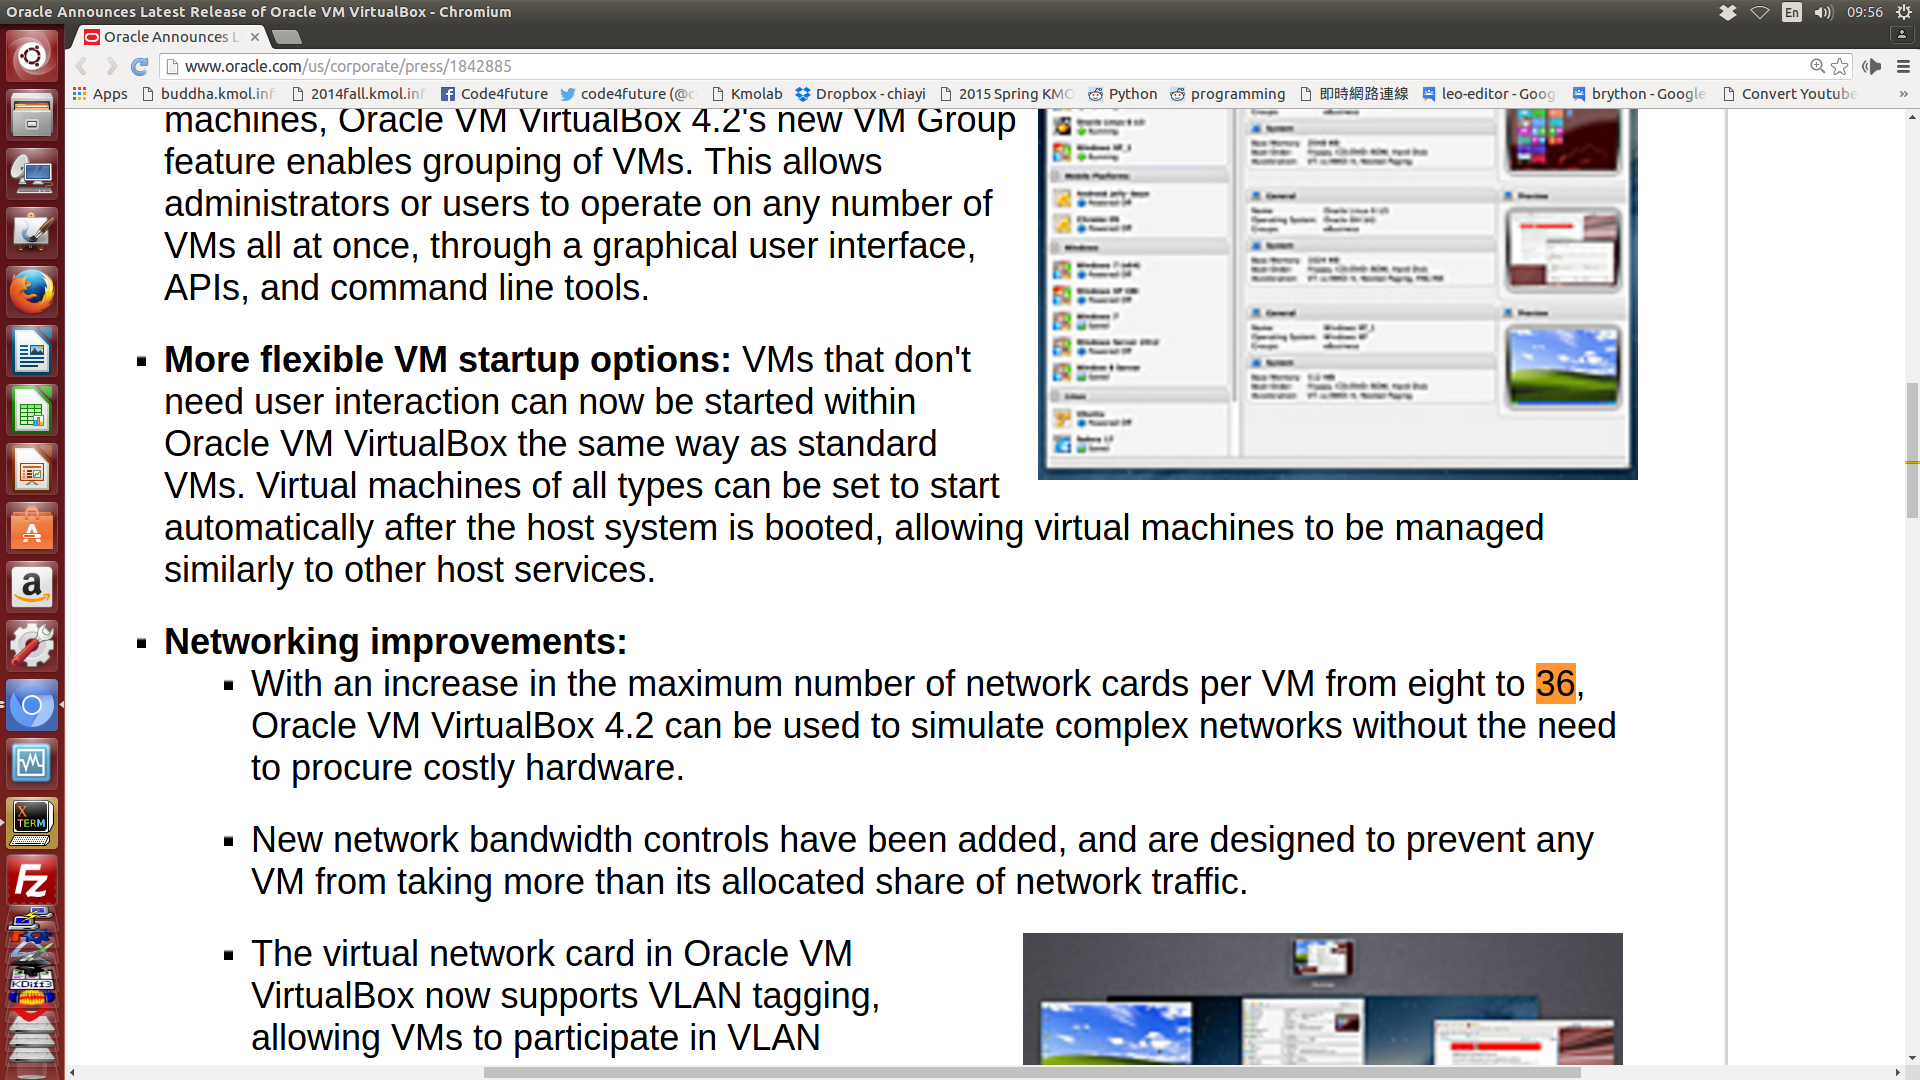 Oracle Announces Latest Release of Oracle VM VirtualBox - Chromium
En
09:56
Oracle Announces L
www.oracle.com/us/corporate/press/1842885
Apps
buddha.kmol.inf
2014fall.kmol.inf
Code4future
code4future (@c
Kmolab
Dropbox - chiayi
2015 Spring KMO
Python
programming
即時網路連線
leo-editor - Goog
brython - Google
Convert Youtube
»
machines, Oracle VM VirtualBox 4.2's new VM Group
feature enables grouping of VMs. This allows
administrators or users to operate on any number of
VMs all at once, through a graphical user interface,
APIs, and command line tools.
More flexible VM startup options: VMs that don't
need user interaction can now be started within
Oracle VM VirtualBox the same way as standard
VMs. Virtual machines of all types can be set to start
automatically after the host system is booted, allowing virtual machines to be managed
similarly to other host services.
Networking improvements:
With an increase in the maximum number of network cards per VM from eight to 36,
Oracle VM VirtualBox 4.2 can be used to simulate complex networks without the need
to procure costly hardware.
New network bandwidth controls have been added, and are designed to prevent any
VM from taking more than its allocated share of network traffic.
The virtual network card in Oracle VM
VirtualBox now supports VLAN tagging,
allowing VMs to participate in VLAN
X
TERM
FZ
KDiff3